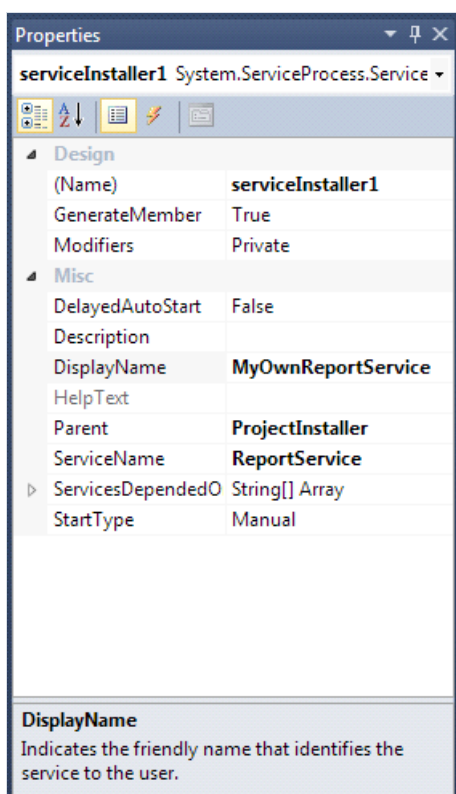 Properties
serviceInstaller1 System.ServiceProcess.Service
Design
(Name) serviceInstaller1
GenerateMember True
Modifiers Private
Misc
DelayedAutoStart False
Description
DisplayName MyOwnReportService
HelpText
Parent ProjectInstaller
ServiceName ReportService
ServicesDependedO String[] Array
StartType Manual
DisplayName
Indicates the friendly name that identifies the
service to the user.